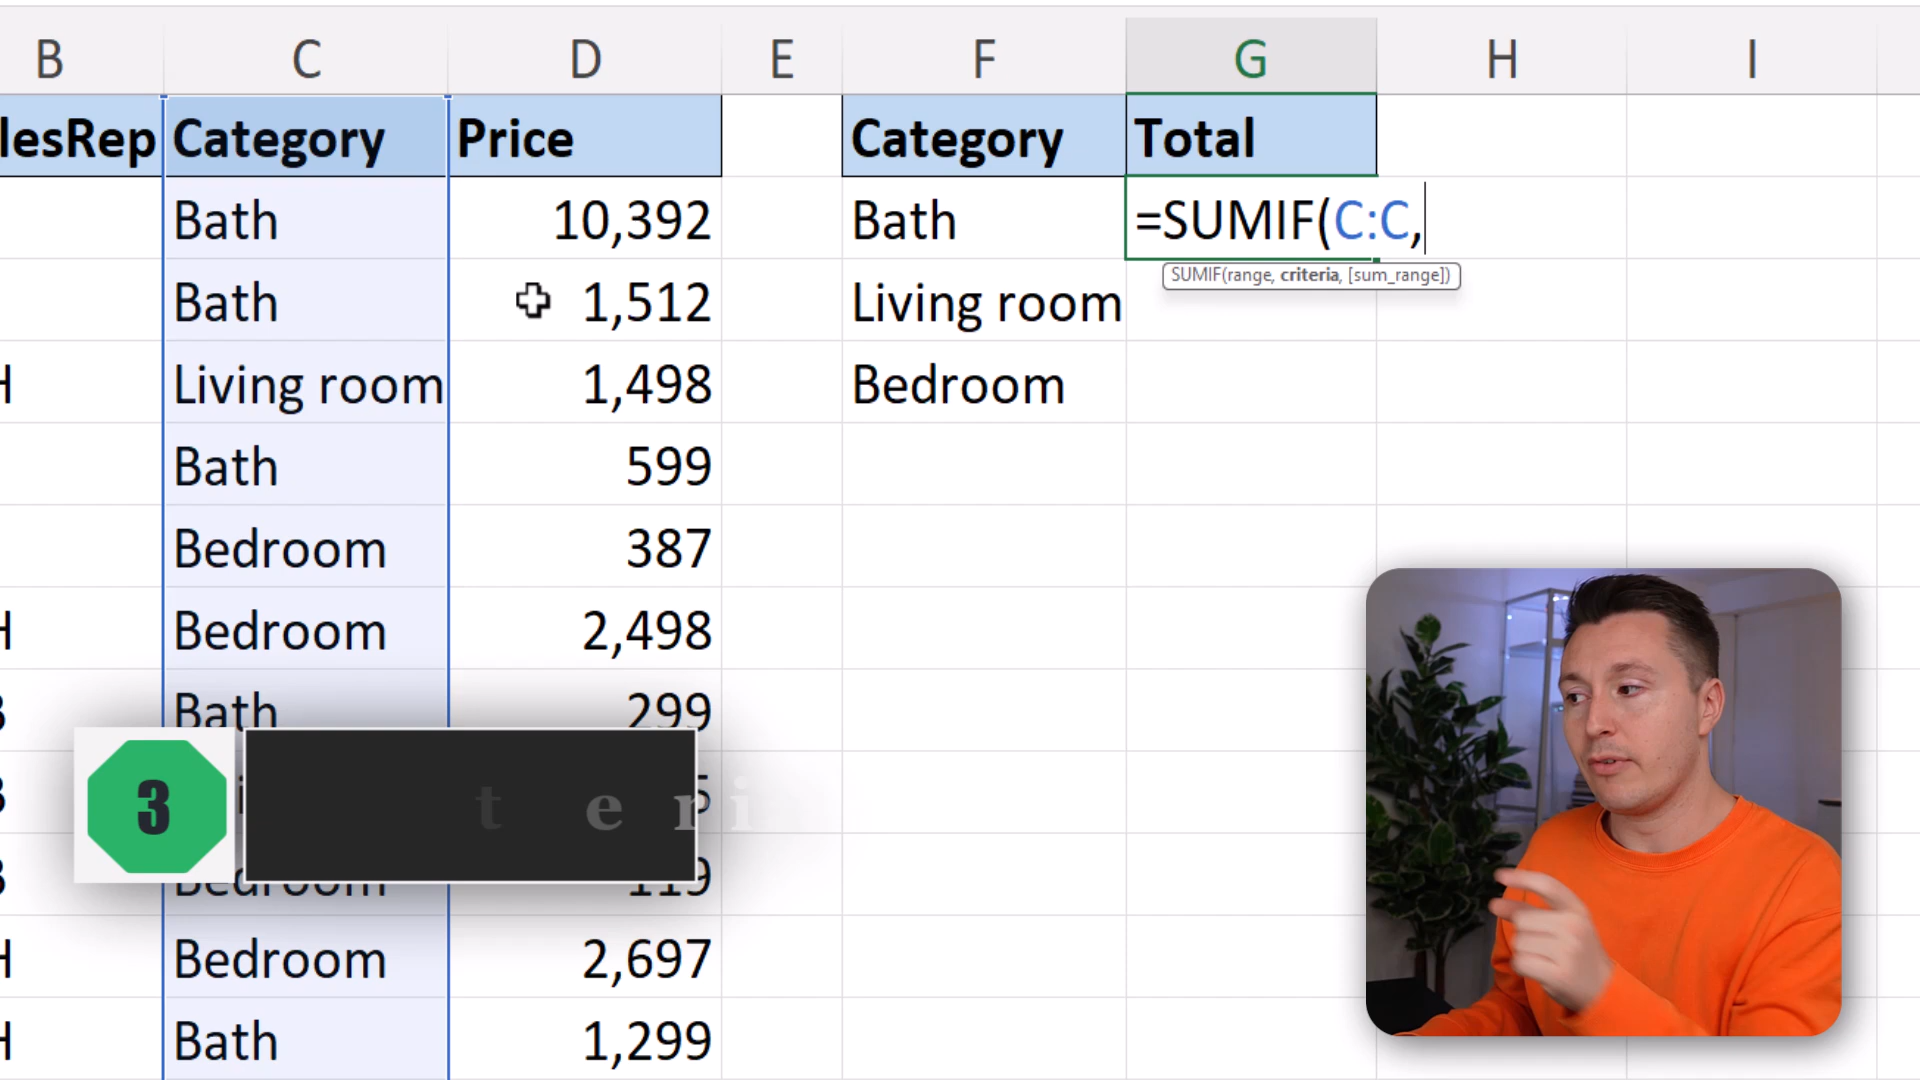 B C D E F G H I
lesRep Category Price Category Total
Bath 10,392 Bath =SUMIF(C:C,
SUMIF(range, criteria, [sum_range])
Bath 1,512 Living room
H Living room 1,498 Bedroom
Bath 599
Bedroom 387
H Bedroom 2,498
Bath 299
3 t e r i
Bedroom 119
H Bedroom 2,697
H Bath 1,299